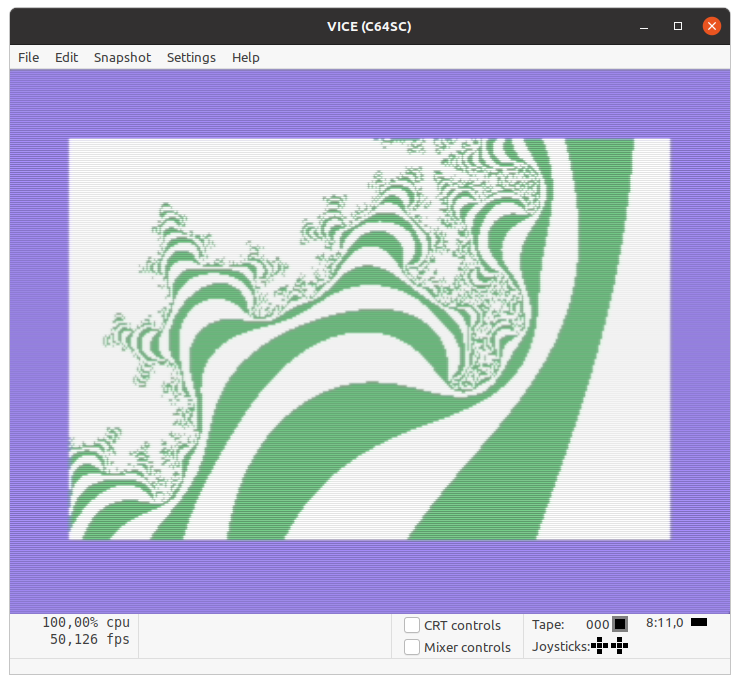 VICE (C64SC)
File Edit Snapshot Settings Help
100,00% cpu
50,126 fps
CRT controls
Mixer controls
Tape: 000
Joysticks:
8:11,0